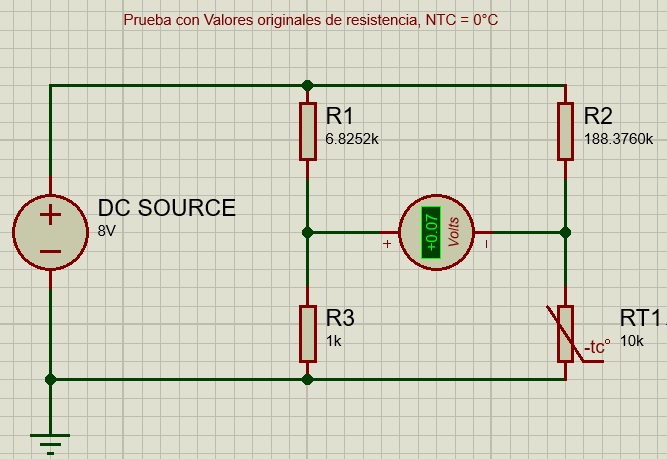 Prueba con Valores originales de resistencia, NTC = 0°C
R1
6.8252k
R2
188.3760k
DC SOURCE
8V
+0.07
Volts
+
-
R3
1k
RT1
-tc°
10k